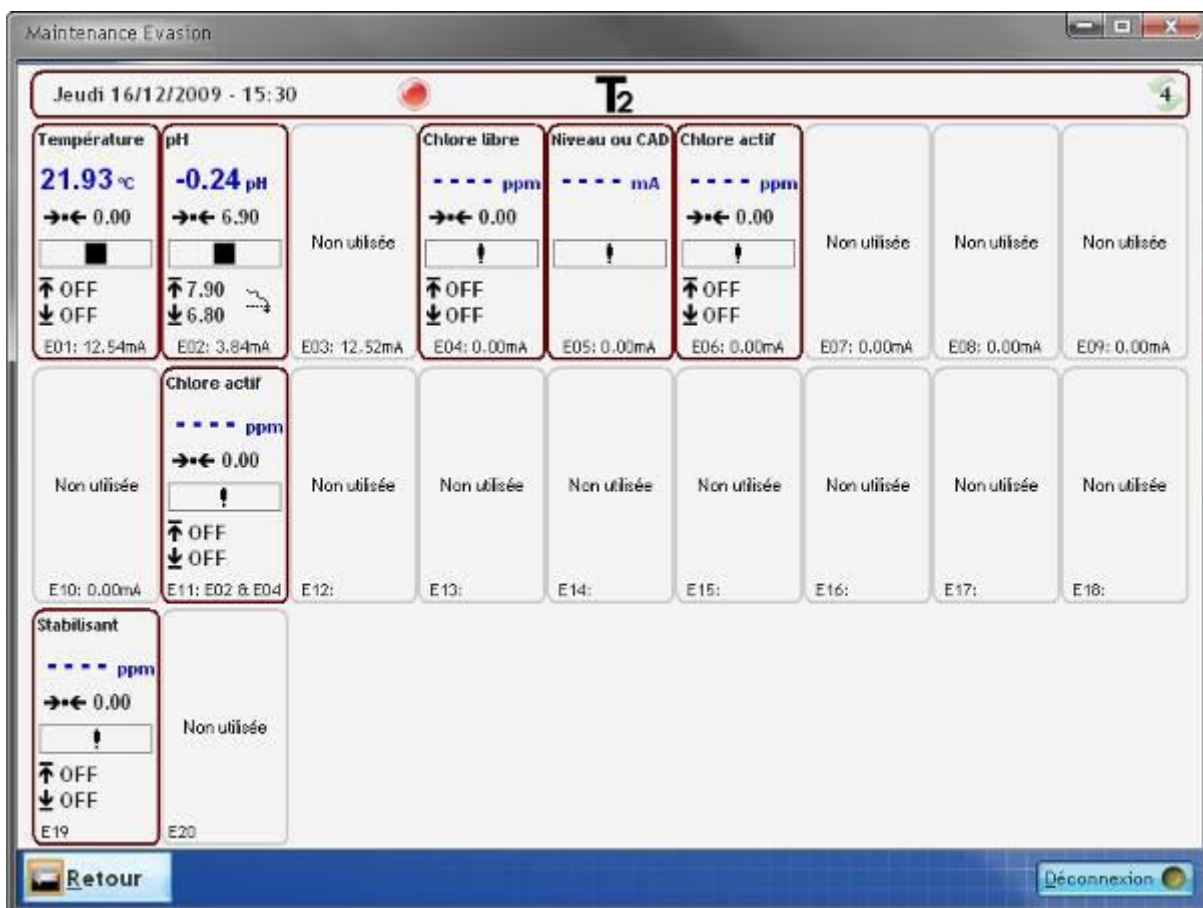 Maintenance Evasion
Jeudi 16/12/2009 - 15:30
T2
4
Température
21.93 °C
0.00
OFF
OFF
E01: 12.54mA
pH
-0.24 pH
6.90
7.90
6.80
E02: 3.84mA
Non utilisée
E03: 12.52mA
Chlore libre
---- ppm
0.00
OFF
OFF
E04: 0.00mA
Niveau ou CAD
---- mA
E05: 0.00mA
Chlore actif
---- ppm
0.00
OFF
OFF
E06: 0.00mA
Non utilisée
E07: 0.00mA
Non utilisée
E08: 0.00mA
Non utilisée
E09: 0.00mA
Non utilisée
E10: 0.00mA
Chlore actif
---- ppm
0.00
OFF
OFF
E11: E02 & E04
Non utilisée
E12:
Non utilisée
E13:
Non utilisée
E14:
Non utilisée
E15:
Non utilisée
E16:
Non utilisée
E17:
Non utilisée
E18:
Stabilisant
---- ppm
0.00
OFF
OFF
E19
Non utilisée
E20
Retour
Déconnexion